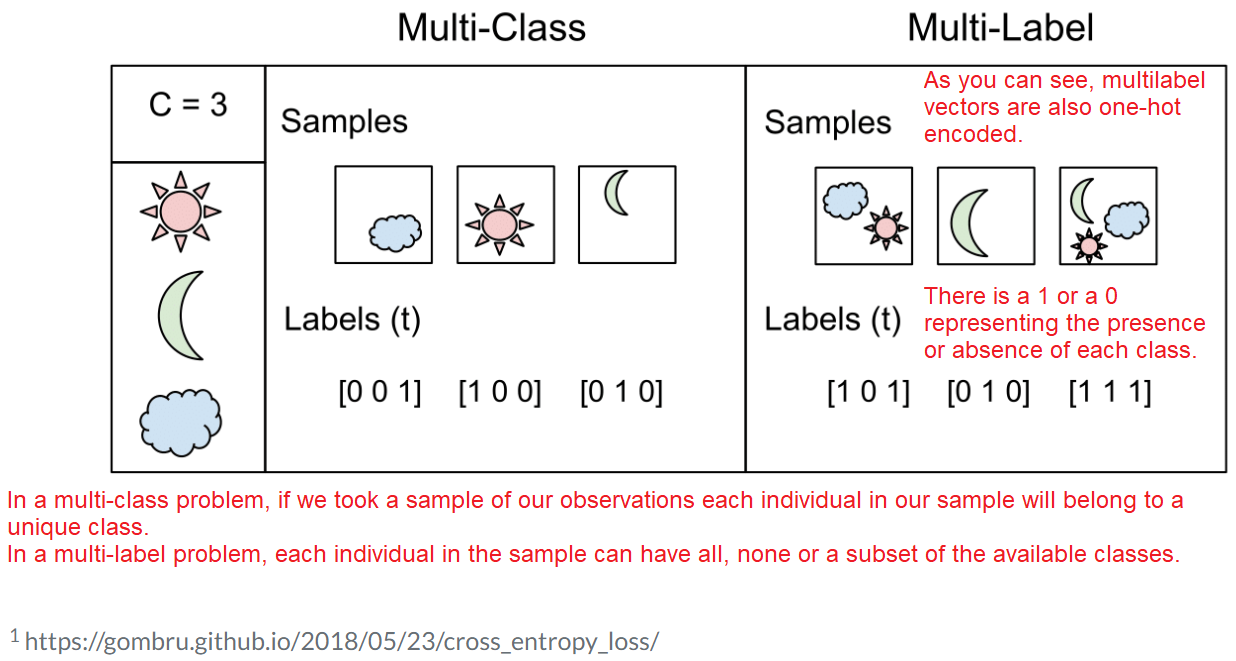 Multi-Class
Multi-Label
C = 3
Samples
Labels (t)
[0 0 1] [1 0 0] [0 1 0]
Samples
As you can see, multilabel
vectors are also one-hot
encoded.
Labels (t)
There is a 1 or a 0
representing the presence
or absence of each class.
[1 0 1] [0 1 0] [1 1 1]
In a multi-class problem, if we took a sample of our observations each individual in our sample will belong to a
unique class.
In a multi-label problem, each individual in the sample can have all, none or a subset of the available classes.
1 https://gombru.github.io/2018/05/23/cross_entropy_loss/